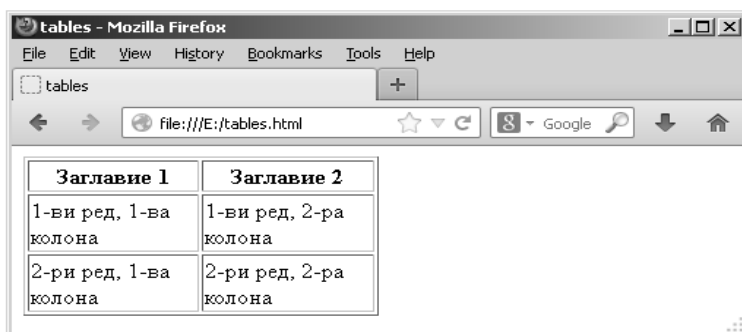 tables - Mozilla Firefox
File Edit View History Bookmarks Tools Help
tables
file:///E:/tables.html
8 Google
Заглавие 1 Заглавие 2
1-ви ред, 1-ва колона
1-ви ред, 2-ра колона
2-ри ред, 1-ва колона
2-ри ред, 2-ра колона